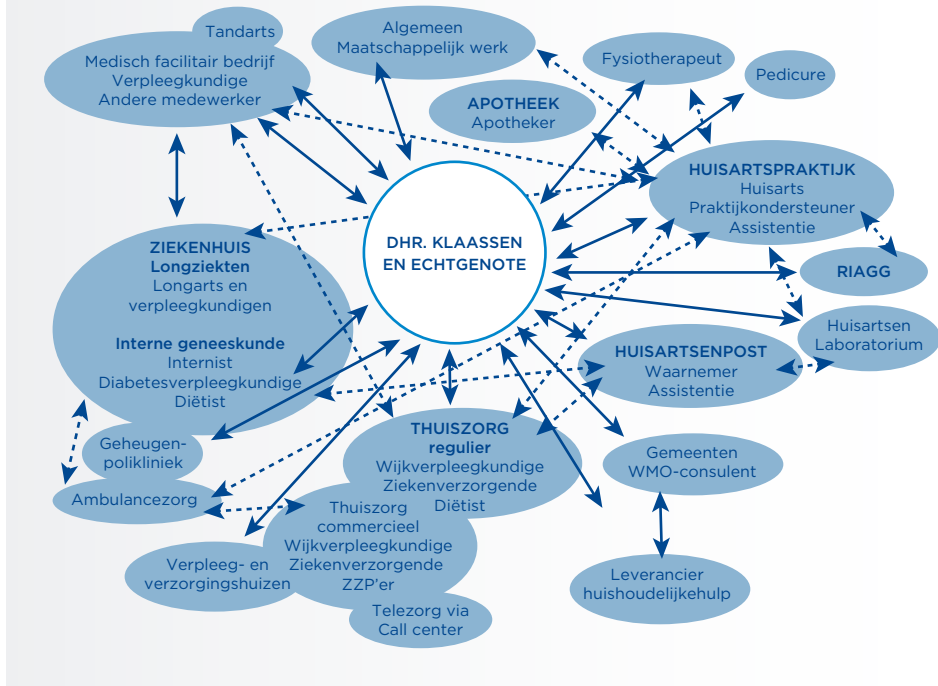 Tandarts
Medisch facilitair bedrijf
Verpleegkundige
Andere medewerker
Algemeen
Maatschappelijk werk
Fysiotherapeut
Pedicure
APOTHEEK
Apotheker
HUISARTSPRAKTIJK
Huisarts
Praktijkondersteuner
Assistentie
DHR. KLAASSEN
EN ECHTGENOTE
ZIEKENHUIS
Longziekten
Longarts en
verpleegkundigen
Interne geneeskunde
Internist
Diabetesverpleegkundige
Diëtist
RIAGG
Huisartsen
Laboratorium
HUISARTSENPOST
Waarnemer
Assistentie
Geheugen-
polikliniek
Ambulancezorg
THUISZORG
regulier
Wijkverpleegkundige
Ziekenverzorgende
Diëtist
Gemeenten
WMO-consulent
Thuiszorg
commercieel
Wijkverpleegkundige
Ziekenverzorgende
ZZP'er
Verpleeg- en
verzorgingshuizen
Leverancier
huishoudelijkehulp
Telezorg via
Call center